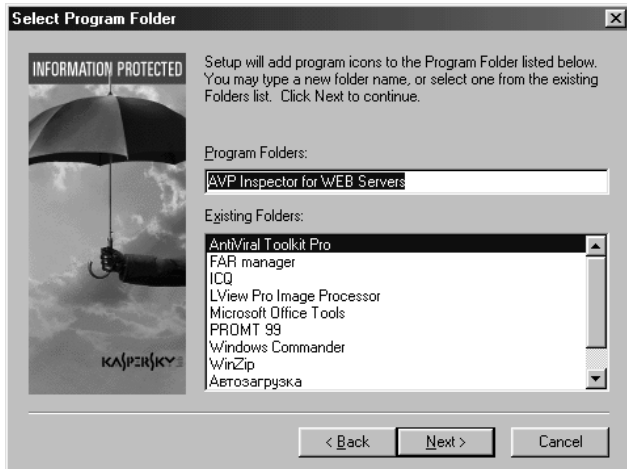 Select Program Folder
INFORMATION PROTECTED
Setup will add program icons to the Program Folder listed below.
You may type a new folder name, or select one from the existing
Folders list. Click Next to continue.
Program Folders:
AVP Inspector for WEB Servers
Existing Folders:
AntiViral Toolkit Pro
FAR manager
ICQ
LView Pro Image Processor
Microsoft Office Tools
PROMT 99
Windows Commander
WinZip
Автозагрузка
KASPERSKY
< Back
Next >
Cancel